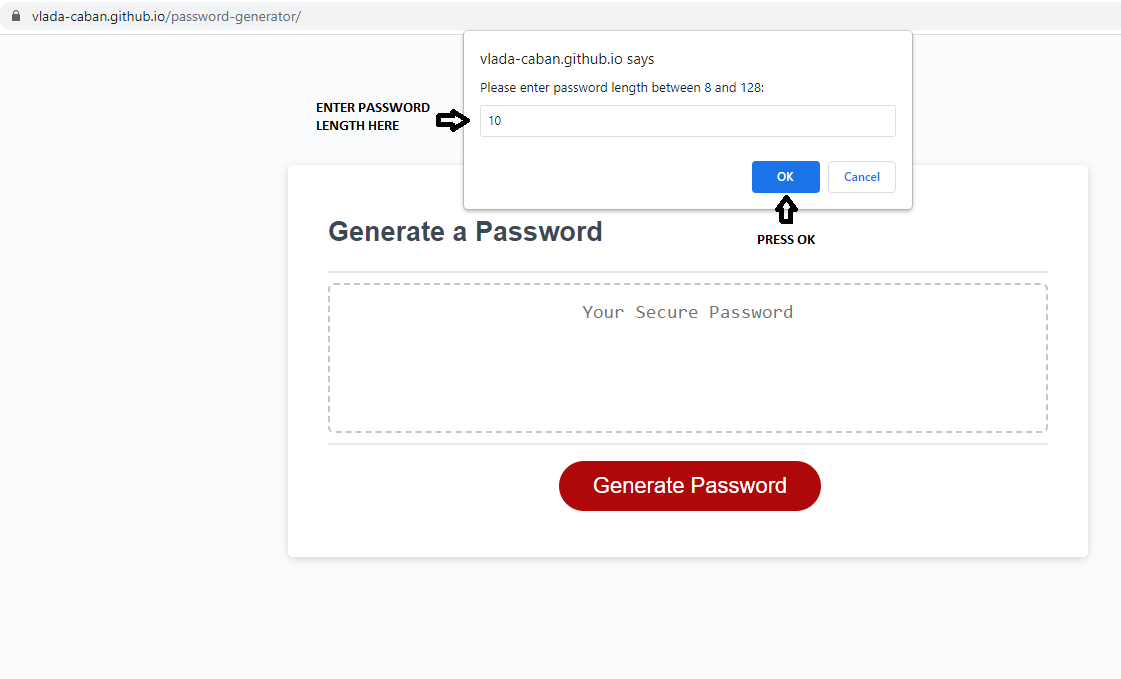 vlada-caban.github.io/password-generator/
vlada-caban.github.io says
Please enter password length between 8 and 128:
ENTER PASSWORD
LENGTH HERE
10
OK
Cancel
PRESS OK
Generate a Password
Your Secure Password
Generate Password